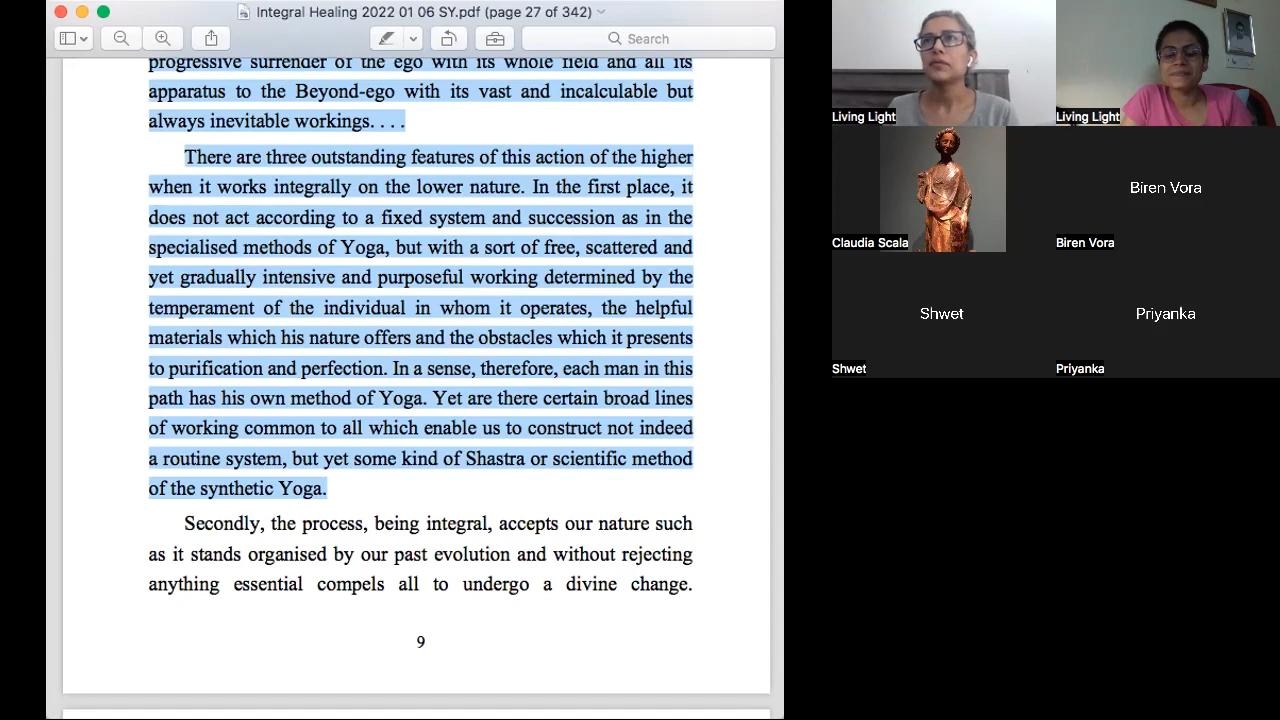 Integral Healing 2022 01 06 SY.pdf (page 27 of 342)
Search
progressive surrender of the ego with its whole field and all its
apparatus to the Beyond-ego with its vast and incalculable but
always inevitable workings. . . .
There are three outstanding features of this action of the higher
when it works integrally on the lower nature. In the first place, it
does not act according to a fixed system and succession as in the
specialised methods of Yoga, but with a sort of free, scattered and
yet gradually intensive and purposeful working determined by the
temperament of the individual in whom it operates, the helpful
materials which his nature offers and the obstacles which it presents
to purification and perfection. In a sense, therefore, each man in this
path has his own method of Yoga. Yet are there certain broad lines
of working common to all which enable us to construct not indeed
a routine system, but yet some kind of Shastra or scientific method
of the synthetic Yoga.
Secondly, the process, being integral, accepts our nature such
as it stands organised by our past evolution and without rejecting
anything essential compels all to undergo a divine change.
9
Living Light
Living Light
Claudia Scala
Biren Vora
Biren Vora
Shwet
Shwet
Priyanka
Priyanka